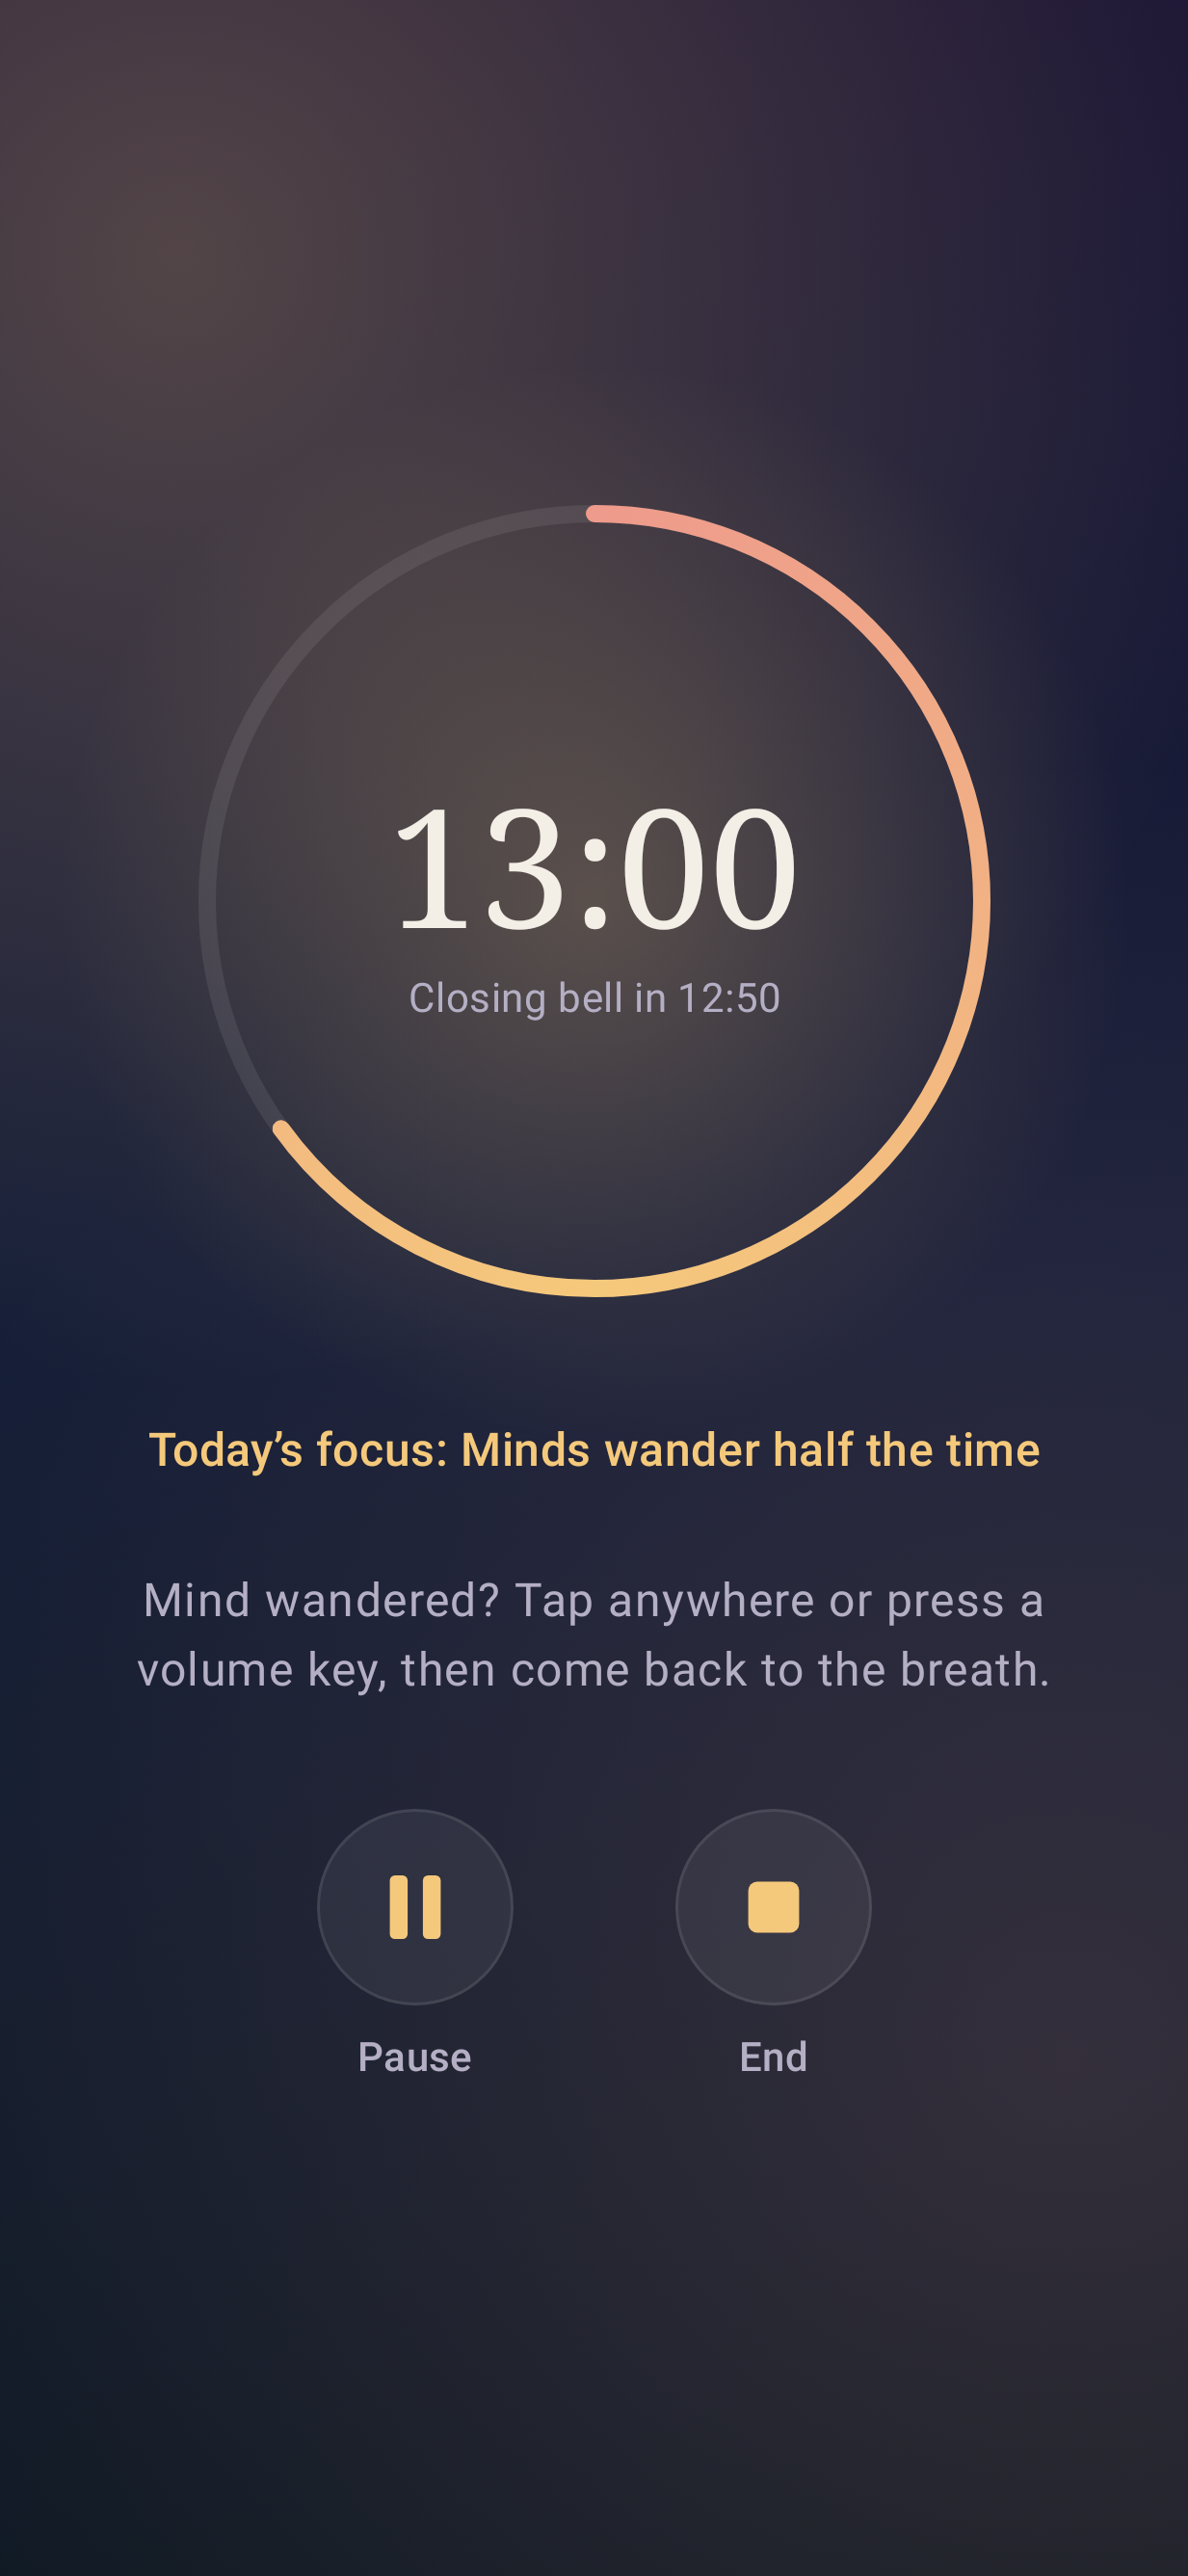 13:00
Closing bell in 12:50
Today’s focus: Minds wander half the time
Mind wandered? Tap anywhere or press a
volume key, then come back to the breath.
Pause
End